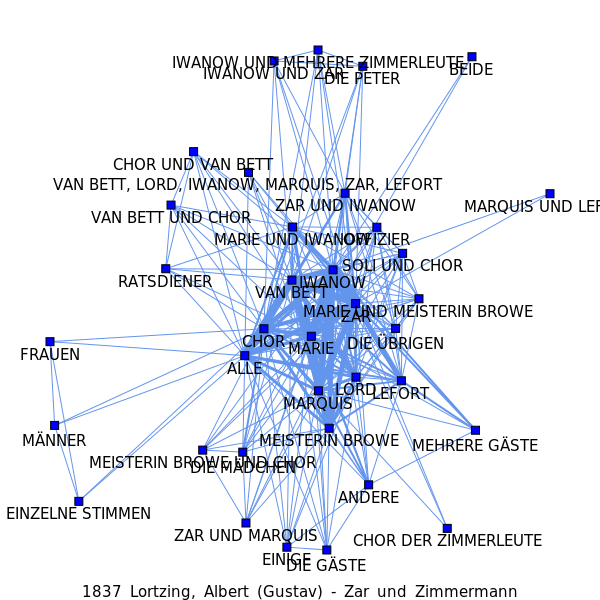 IWANOW UND MEHRERE ZIMMERLEUTE
BEIDE
IWANOW UND ZAR
DIE PETER
CHOR UND VAN BETT
VAN BETT, LORD, IWANOW, MARQUIS, ZAR, LEFORT
ZAR UND IWANOW
MARQUIS UND LEF
VAN BETT UND CHOR
MARIE UND IWANOW
OFFIZIER
SOLI UND CHOR
RATSDIENER
IWANOW
VAN BETT
MARIE UND MEISTERIN BROWE
ZAR
CHOR
DIE ÜBRIGEN
MARIE
FRAUEN
ALLE
LORD
LEFORT
MARQUIS
MÄNNER
MEISTERIN BROWE
MEHRERE GÄSTE
MEISTERIN BROWE UND CHOR
DIE MÄDCHEN
ANDERE
EINZELNE STIMMEN
ZAR UND MARQUIS
CHOR DER ZIMMERLEUTE
EINIGE
DIE GÄSTE
1837 Lortzing, Albert (Gustav) - Zar und Zimmermann